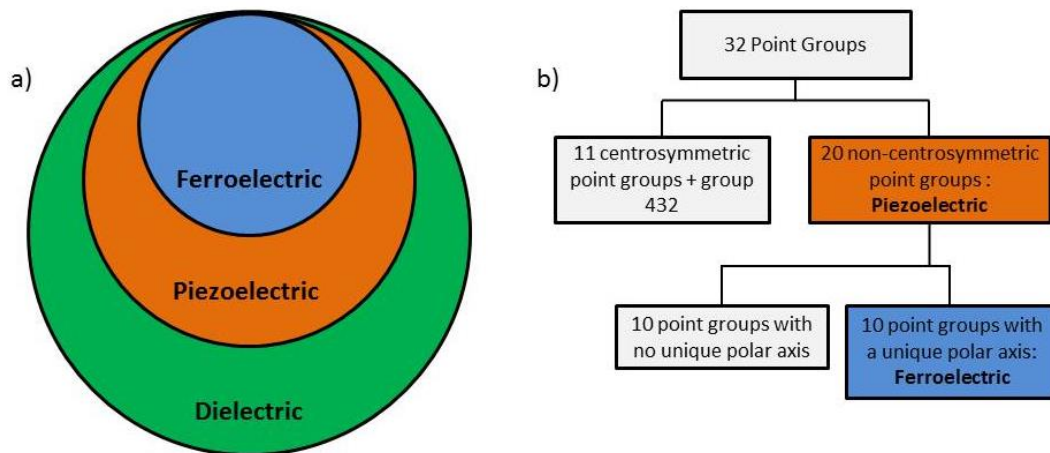 a)
Ferroelectric
Piezoelectric
Dielectric
b)
32 Point Groups
11 centrosymmetric
point groups + group
432
20 non-centrosymmetric
point groups :
Piezoelectric
10 point groups with
no unique polar axis
10 point groups with
a unique polar axis:
Ferroelectric